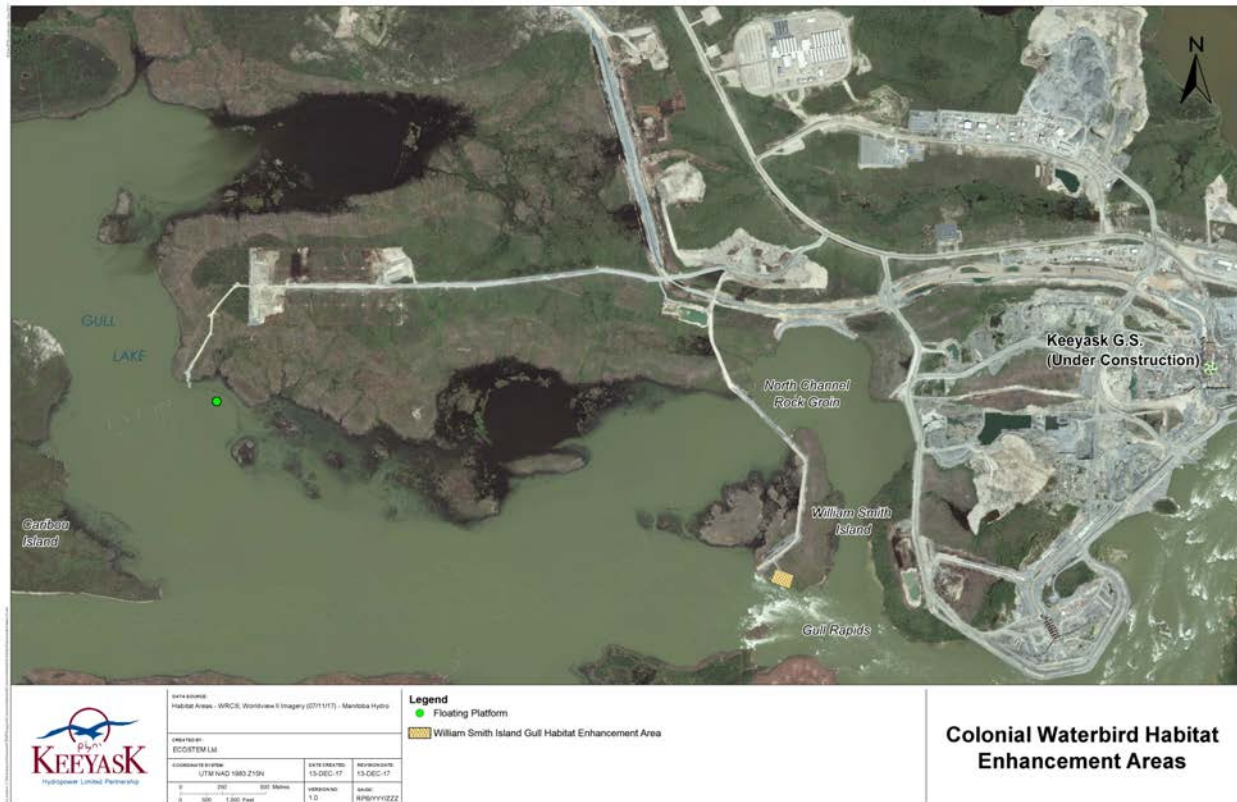 N
GULL
LAKE
Keeyask G.S.
(Under Construction)
North Channel
Rock Groin
William Smith
Island
Caribou
Island
Gull Rapids
KEEYASK
Hydropower Limited Partnership
DATA SOURCE:
Habitat Areas - WRCS; Worldview II Imagery (07/11/17) - Manitoba Hydro
CREATED BY:
ECOSTEM Ltd.
COORDINATE SYSTEM:
UTM NAD 1983 Z15N
DATE CREATED:
13-DEC-17
REVISION DATE:
13-DEC-17
VERSION NO:
1.0
Legend
Floating Platform
William Smith Island Gull Habitat Enhancement Area
Colonial Waterbird Habitat
Enhancement Areas